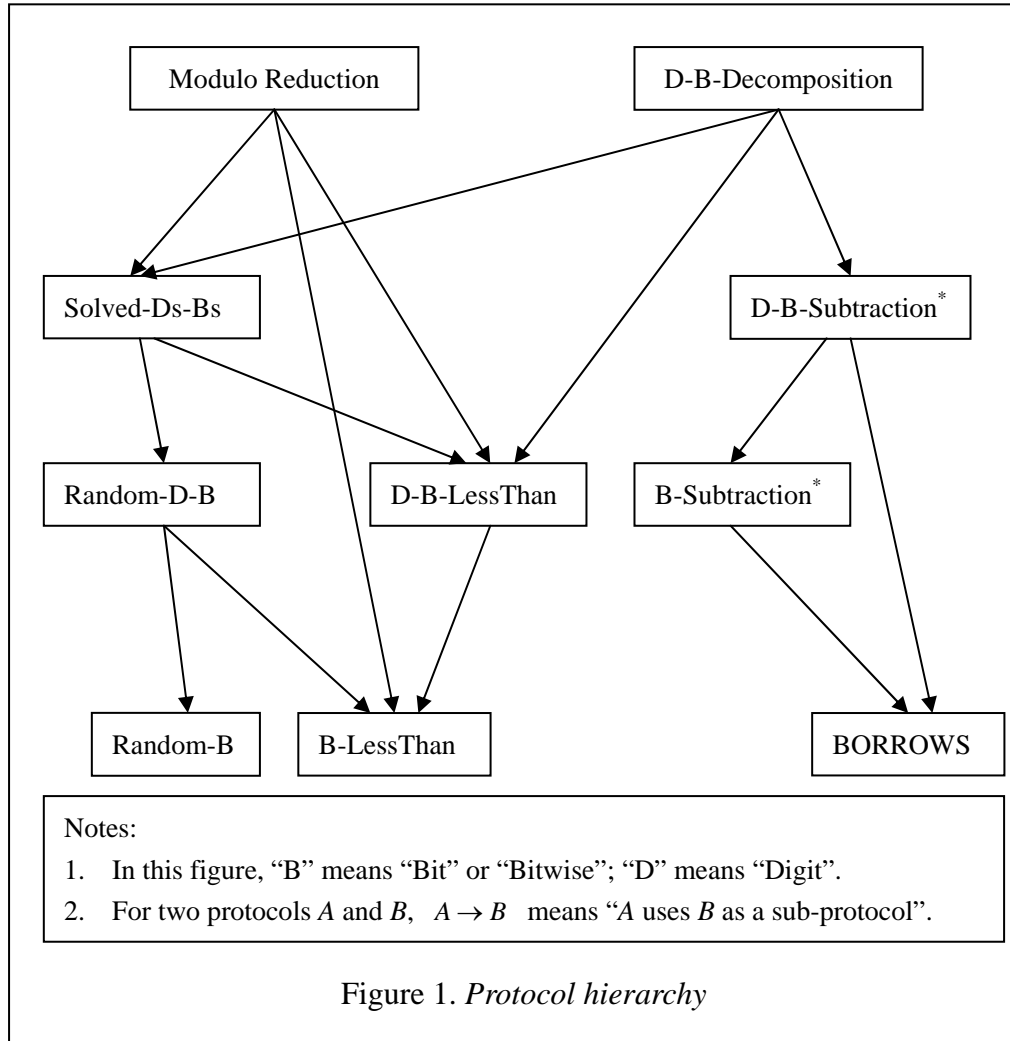 Modulo Reduction
D-B-Decomposition
Solved-Ds-Bs
D-B-Subtraction*
Random-D-B
D-B-LessThan
B-Subtraction*
Random-B
B-LessThan
BORROWS
Notes:
1. In this figure, “B” means “Bit” or “Bitwise”; “D” means “Digit”.
2. For two protocols A and B, A → B means “A uses B as a sub-protocol”.
Figure 1. Protocol hierarchy